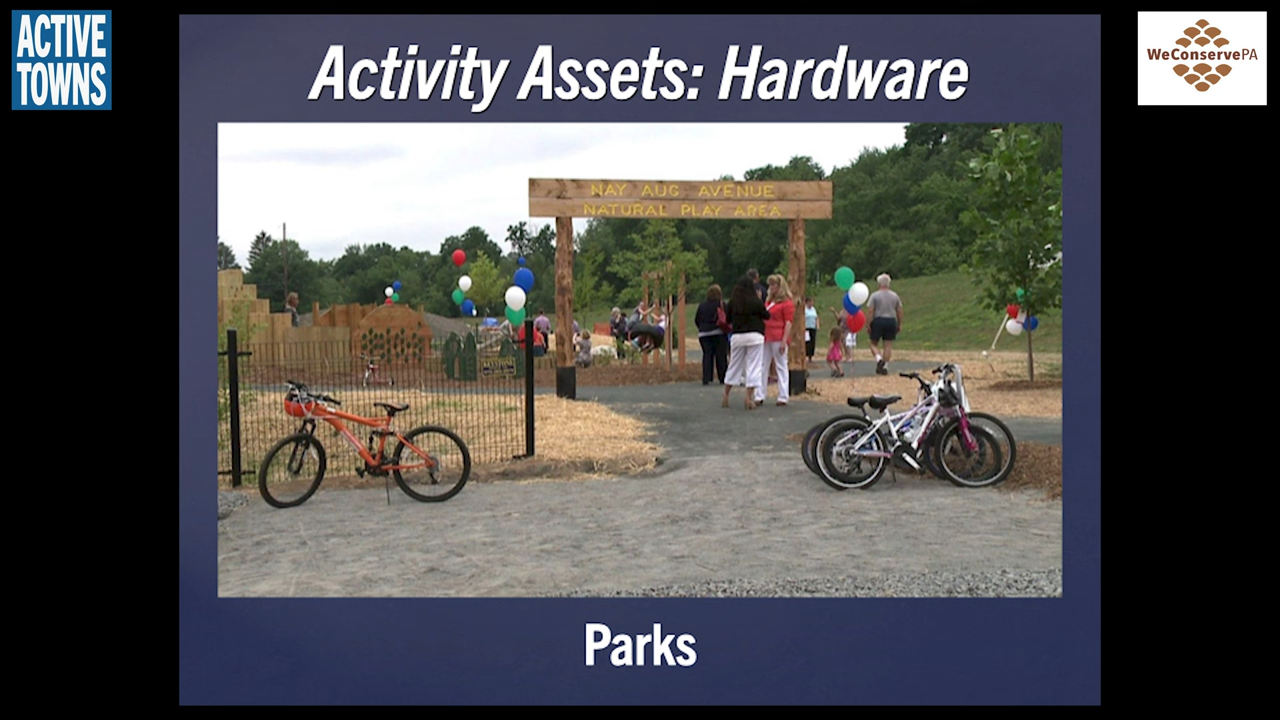 ACTIVE
TOWNS
Activity Assets: Hardware
WeConservePA
NAY AUG AVENUE
NATURAL PLAY AREA
Parks